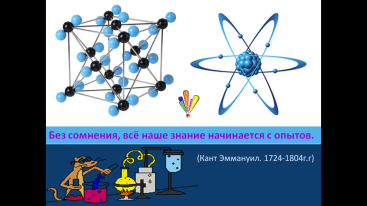 Без сомнения, всё наше знание начинается с опытов.
(Кант Эммануил. 1724-1804г.г)